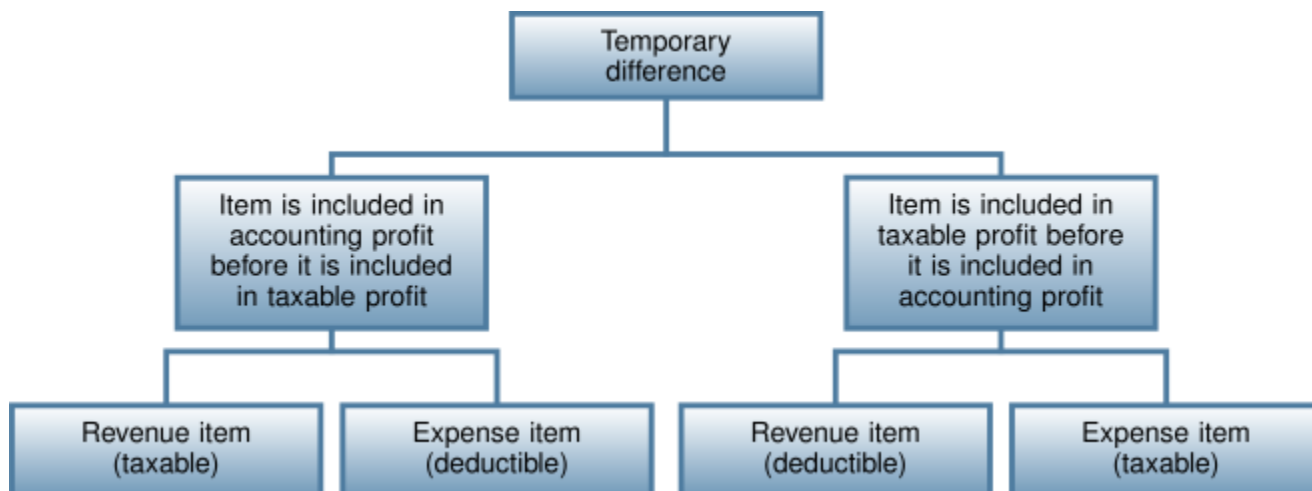 Temporary
difference
Item is included in
accounting profit
before it is included
in taxable profit
Item is included in
taxable profit before
it is included in
accounting profit
Revenue item
(taxable)
Expense item
(deductible)
Revenue item
(deductible)
Expense item
(taxable)